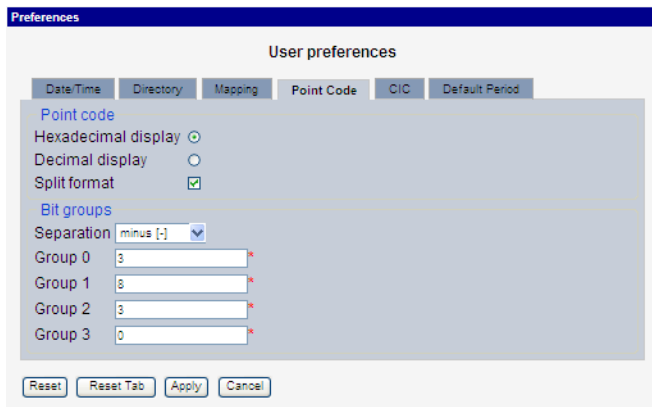 Preferences
User preferences
Date/Time Directory Mapping Point Code CIC Default Period
Point code
Hexadecimal display
Decimal display
Split format
Bit groups
Separation minus [-]
Group 0 3*
Group 1 8*
Group 2 3*
Group 3 0*
Reset Reset Tab Apply Cancel